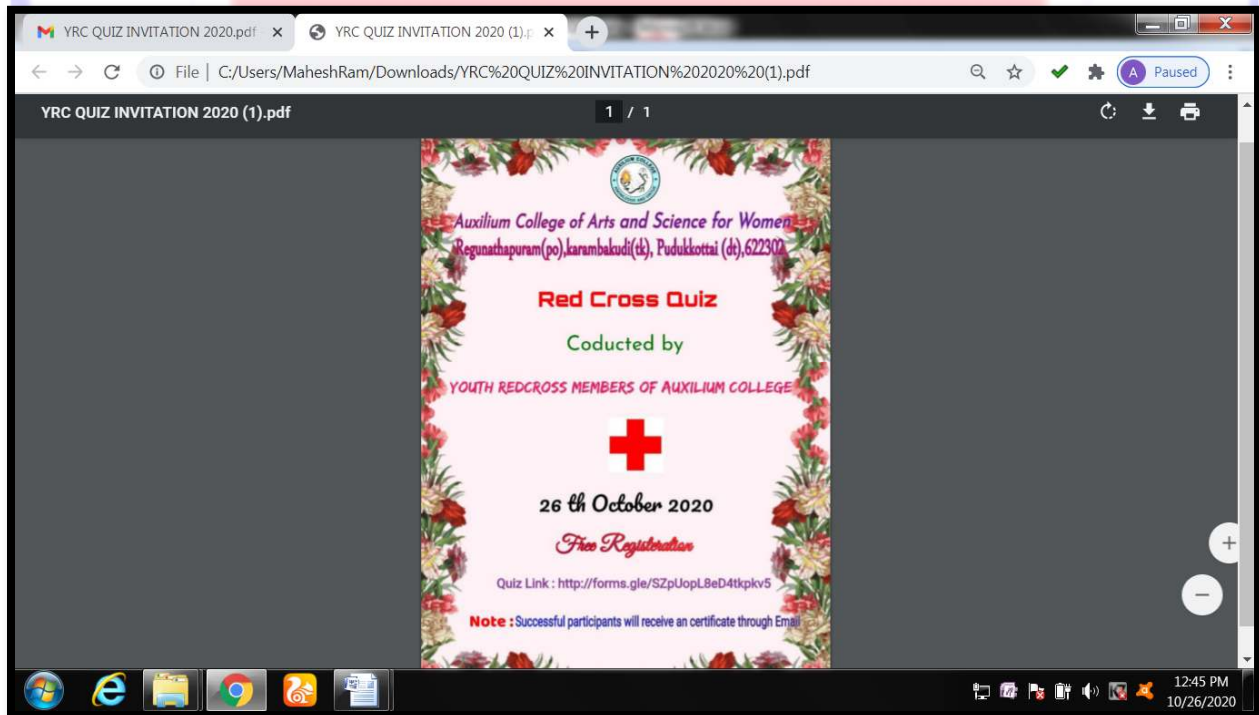 YRC QUIZ INVITATION 2020.pdf
YRC QUIZ INVITATION 2020 (1).p
File | C:/Users/MaheshRam/Downloads/YRC%20QUIZ%20INVITATION%202020%20(1).pdf
A Paused
YRC QUIZ INVITATION 2020 (1).pdf
1 / 1
Auxilium College of Arts and Science for Women
Regunathapuram(po),karambakudi(tk), Pudukkottai (dt),622302
Red Cross Quiz
Coducted by
YOUTH REDCROSS MEMBERS OF AUXILIUM COLLEGE
26 th October 2020
Free Registeration
Quiz Link : http://forms.gle/SZpUopL8eD4tkpkv5
Note : Successful participants will receive an certificate through Email
12:45 PM
10/26/2020